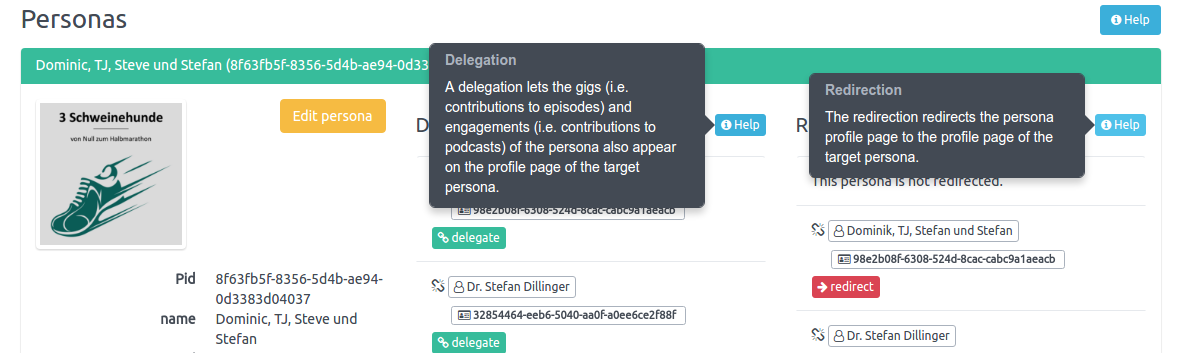 Personas
Help
Dominic, TJ, Steve und Stefan (8f63fb5f-8356-5d4b-ae94-0d33
3 Schweinehunde
von Null zum Halbmarathon
Edit persona
Pid 8f63fb5f-8356-5d4b-ae94-
0d3383d04037
name Dominic, TJ, Steve und
Stefan
D
Help
Delegation
A delegation lets the gigs (i.e.
contributions to episodes) and
engagements (i.e. contributions to
podcasts) of the persona also appear
on the profile page of the target
persona.
98e2b08f-6308-524d-8cac-cabc9a1aeacb
delegate
Dr. Stefan Dillinger
32854464-eeb6-5040-aa0f-a0ee6ce2f88f
delegate
R
Help
Redirection
The redirection redirects the persona
profile page to the profile page of the
target persona.
This persona is not redirected.
Dominik, TJ, Stefan und Stefan
98e2b08f-6308-524d-8cac-cabc9a1aeacb
redirect
Dr. Stefan Dillinger